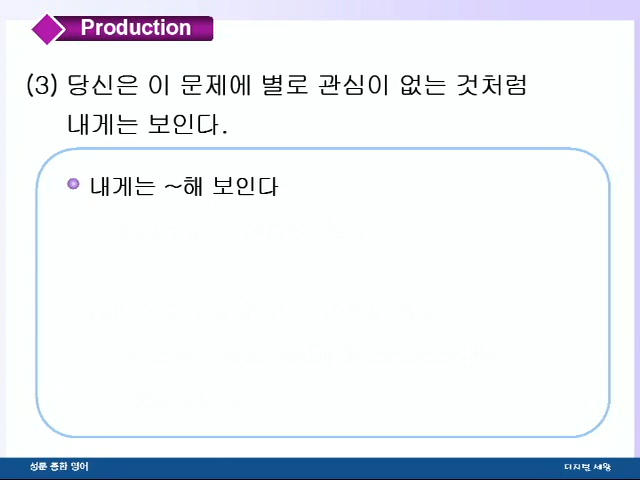 Production
(3) 당신은 이 문제에 별로 관심이 없는 것처럼
내게는 보인다.
내게는 ~해 보인다
성문 종합 영어
디지털 세왕